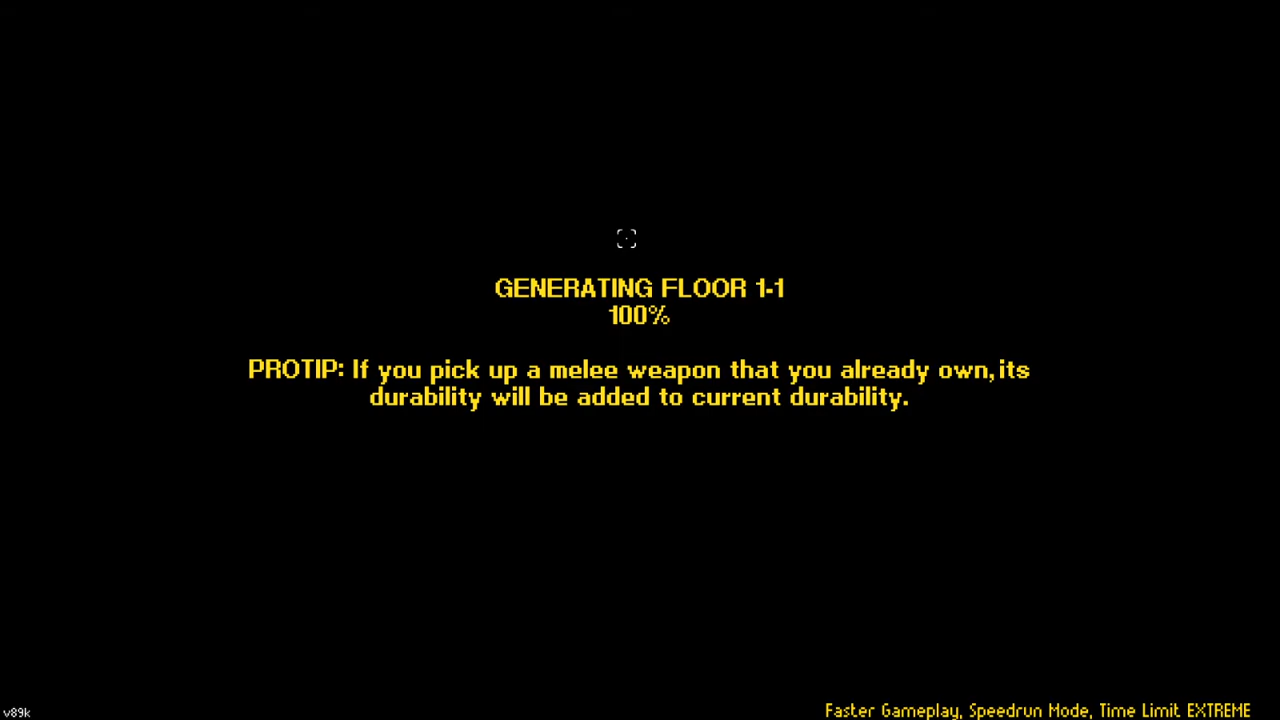 GENERATING FLOOR 1-1
100%
PROTIP: If you pick up a melee weapon that you already own, its
durability will be added to current durability.
v89k
Faster Gameplay, Speedrun Mode, Time Limit EXTREME